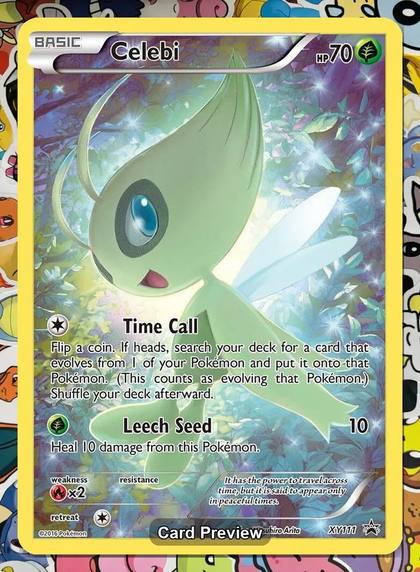 BASIC
Celebi
HP70
Time Call
Flip a coin. If heads, search your deck for a card that
evolves from 1 of your Pokémon and put it onto that
Pokémon. (This counts as evolving that Pokémon.)
Shuffle your deck afterward.
Leech Seed 10
Heal 10 damage from this Pokémon.
weakness resistance
×2
It has the power to travel across
time, but it is said to appear only
in peaceful times.
retreat
©2016 Pokémon
Card Preview
Arita
XY111